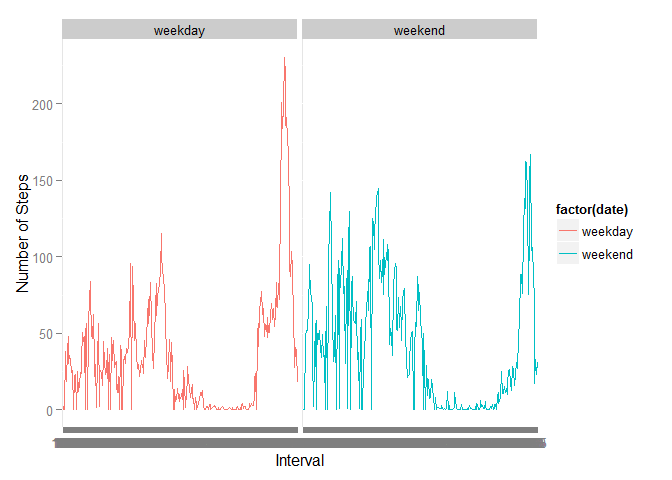 weekday
weekend
200
150
100
50
0
Number of Steps
Interval
factor(date)
weekday
weekend